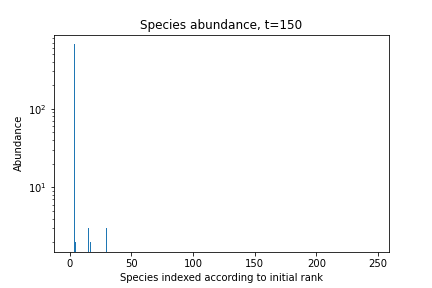 Species abundance, t=150
Abundance
10²
10¹
0 50 100 150 200 250
Species indexed according to initial rank